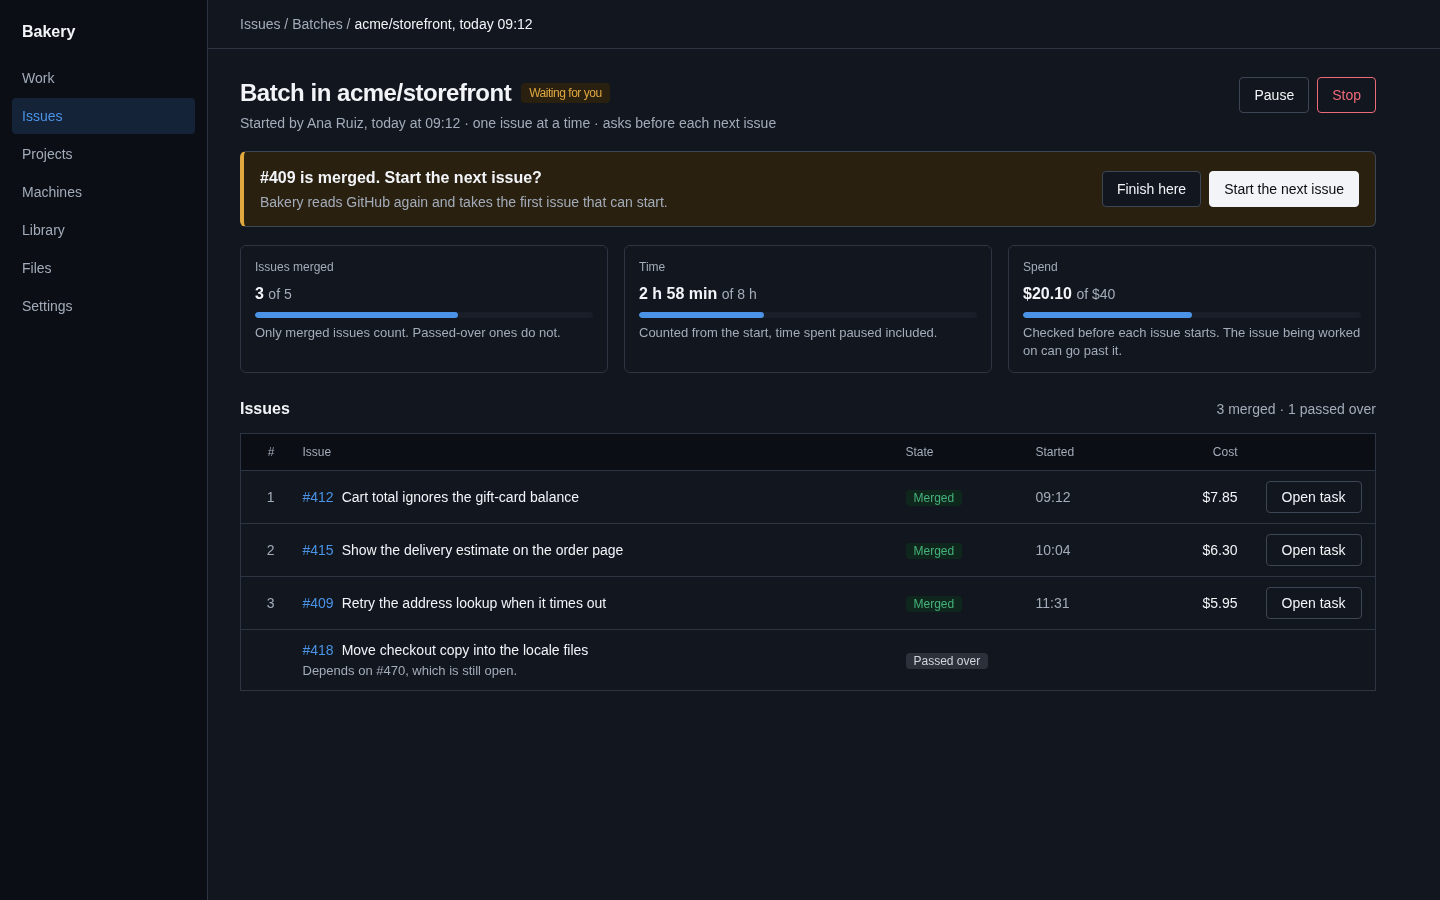 Bakery
Work
Issues
Projects
Machines
Library
Files
Settings
Issues / Batches / acme/storefront, today 09:12
Batch in acme/storefront Waiting for you
Started by Ana Ruiz, today at 09:12 · one issue at a time · asks before each next issue
Pause Stop
#409 is merged. Start the next issue?
Bakery reads GitHub again and takes the first issue that can start.
Finish here Start the next issue
Issues merged
3 of 5
Only merged issues count. Passed-over ones do not.
Time
2 h 58 min of 8 h
Counted from the start, time spent paused included.
Spend
$20.10 of $40
Checked before each issue starts. The issue being worked
on can go past it.
Issues 3 merged · 1 passed over
# Issue State Started Cost
1 #412 Cart total ignores the gift-card balance Merged 09:12 $7.85 Open task
2 #415 Show the delivery estimate on the order page Merged 10:04 $6.30 Open task
3 #409 Retry the address lookup when it times out Merged 11:31 $5.95 Open task
#418 Move checkout copy into the locale files Passed over
Depends on #470, which is still open.